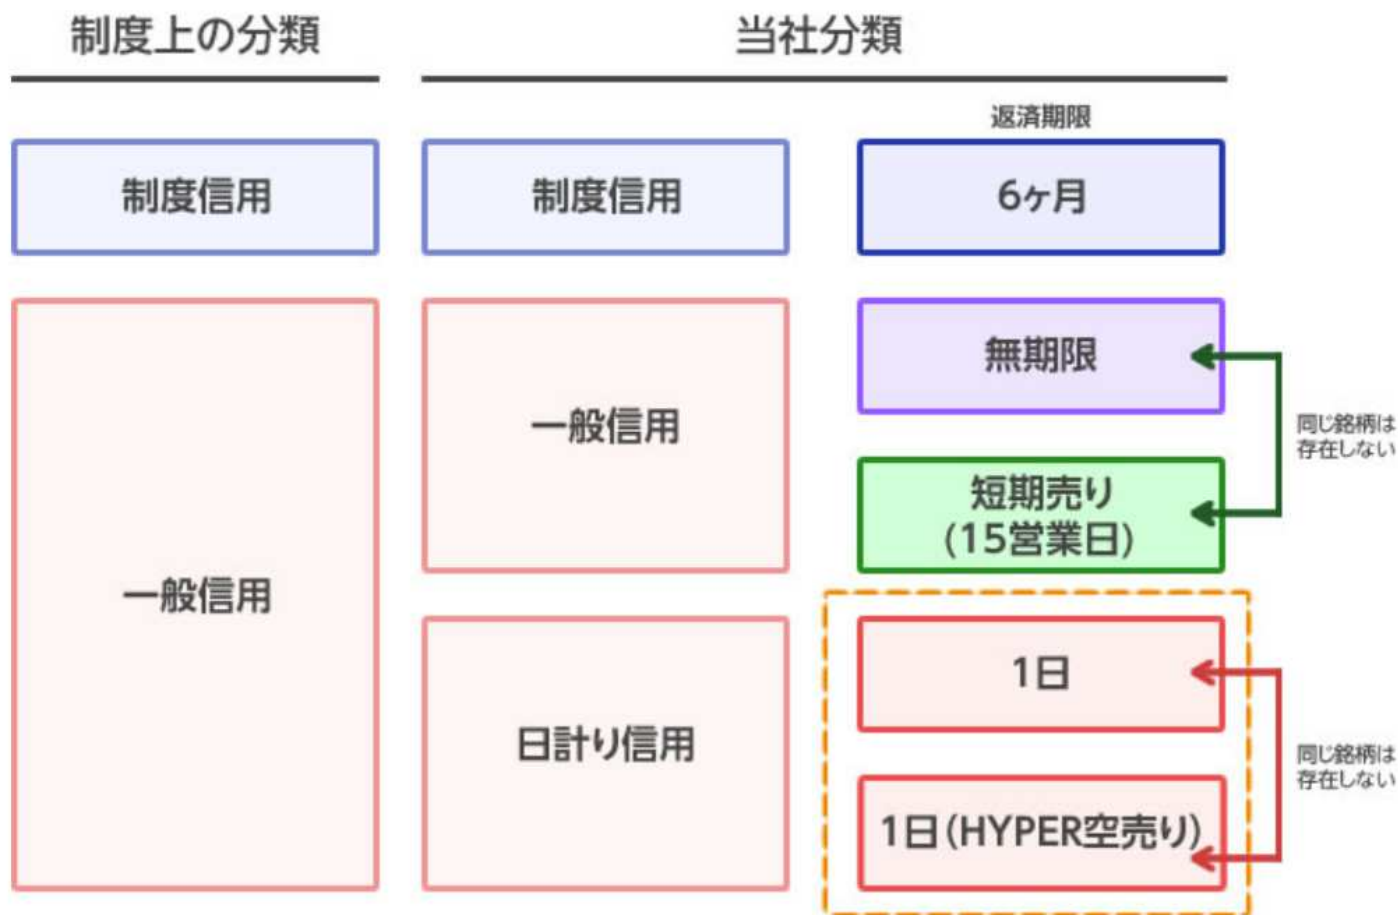 制度上の分類
当社分類
返済期限
制度信用
制度信用
6ヶ月
一般信用
一般信用
無期限
短期売り
(15営業日)
同じ銘柄は
存在しない
日計り信用
1日
1日(HYPER空売り)
同じ銘柄は
存在しない